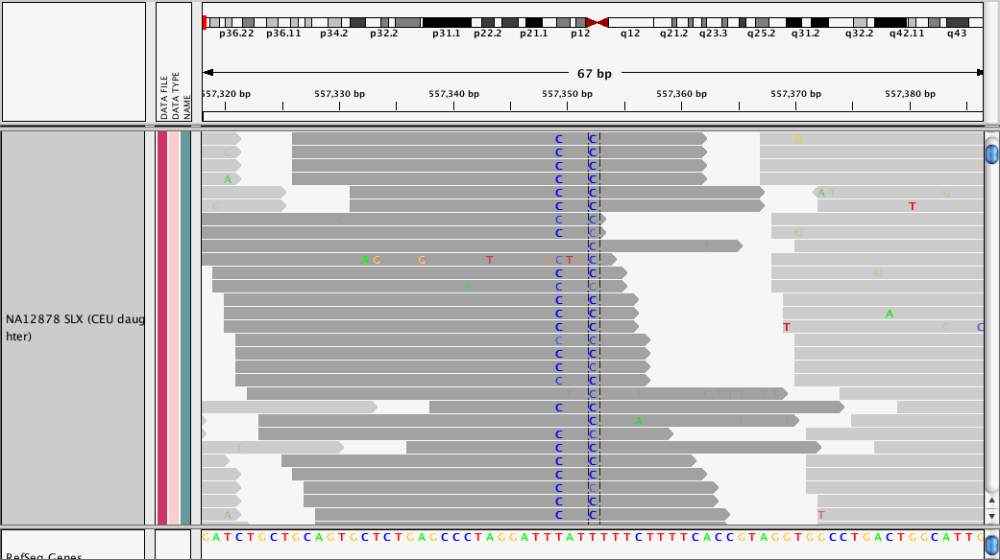 p36.22 p36.11 p34.2 p32.2 p31.1 p22.2 p21.1 p12 q12 q21.2 q23.3 q25.2 q31.2 q32.2 q42.11 q43
67 bp
557,320 bp 557,330 bp 557,340 bp 557,350 bp 557,360 bp 557,370 bp 557,380 bp
DATA FILE
DATA TYPE
NAME
C C G
G C C
C C
A C C
C C A T G
C C C T
C C
C C G
C
A G G T C T C
C C G
A C C
C C
C C A
C C T C C
C C
C C
C C
C C
T C
C C
C A
C C
T C
C C
C C
C C
C C
A C C T
NA12878 SLX (CEU daug
hter)
GATCTGCTGCAGTGCTCTGAGCCCTAGGATTTATTTTTCTTTTCACCGTAGGTGGCCTGACTGGCATTG
RefSeq Genes